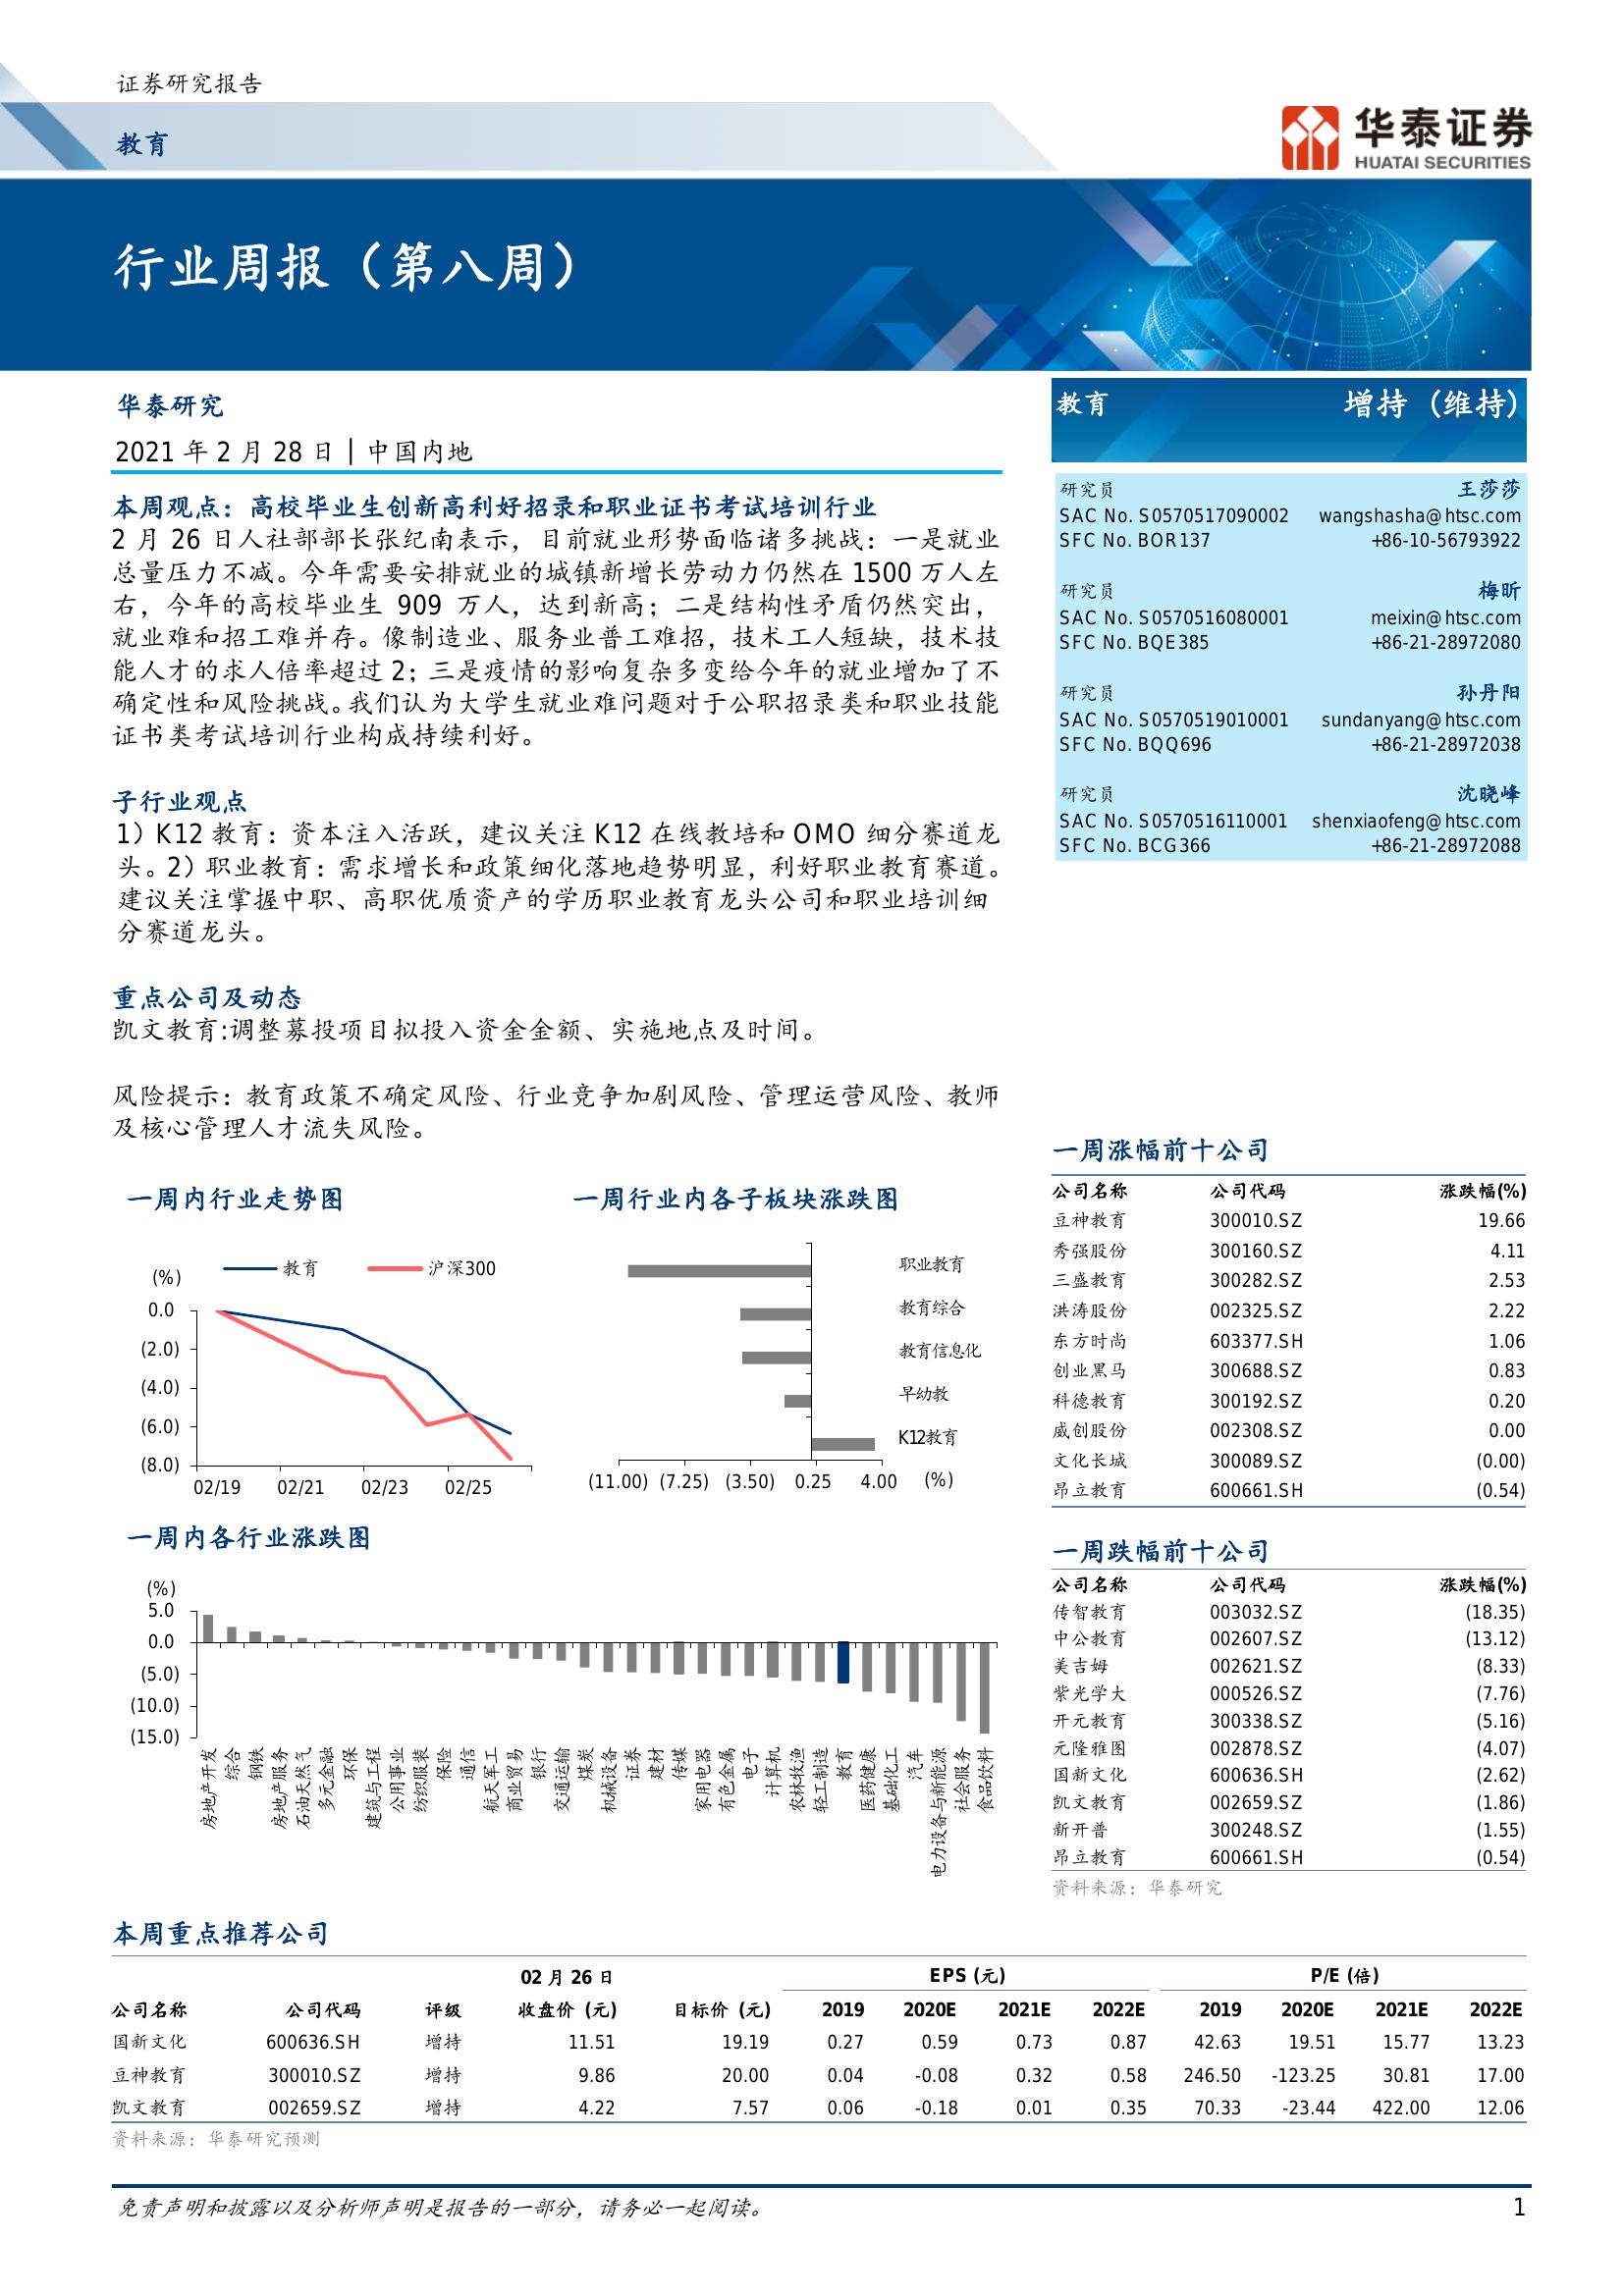 证券研究报告
教育
华泰证券
HUATAI SECURITIES
行业周报（第八周）
华泰研究
2021 年 2 月 28 日│中国内地
本周观点：高校毕业生创新高利好招录和职业证书考试培训行业
2 月 26 日人社部部长张纪南表示，目前就业形势面临诸多挑战：一是就业
总量压力不减。今年需要安排就业的城镇新增长劳动力仍然在 1500 万人左
右，今年的高校毕业生 909 万人，达到新高；二是结构性矛盾仍然突出，
就业难和招工难并存。像制造业、服务业普工难招，技术工人短缺，技术技
能人才的求人倍率超过 2；三是疫情的影响复杂多变给今年的就业增加了不
确定性和风险挑战。我们认为大学生就业难问题对于公职招录类和职业技能
证书类考试培训行业构成持续利好。
子行业观点
1）K12 教育：资本注入活跃，建议关注 K12 在线教培和 OMO 细分赛道龙
头。2）职业教育：需求增长和政策细化落地趋势明显，利好职业教育赛道。
建议关注掌握中职、高职优质资产的学历职业教育龙头公司和职业培训细
分赛道龙头。
重点公司及动态
凯文教育:调整募投项目拟投入资金金额、实施地点及时间。
风险提示：教育政策不确定风险、行业竞争加剧风险、管理运营风险、教师
及核心管理人才流失风险。
教育 增持（维持）
研究员 王莎莎
SAC No. S0570517090002 wangshasha@htsc.com
SFC No. BOR137 +86-10-56793922
研究员 梅昕
SAC No. S0570516080001 meixin@htsc.com
SFC No. BQE385 +86-21-28972080
研究员 孙丹阳
SAC No. S0570519010001 sundanyang@htsc.com
SFC No. BQQ696 +86-21-28972038
研究员 沈晓峰
SAC No. S0570516110001 shenxiaofeng@htsc.com
SFC No. BCG366 +86-21-28972088
一周内行业走势图
(%)
教育 沪深300
0.0
(2.0)
(4.0)
(6.0)
(8.0)
02/19 02/21 02/23 02/25
一周行业内各子板块涨跌图
职业教育
教育综合
教育信息化
早幼教
K12教育
(11.00) (7.25) (3.50) 0.25 4.00 (%)
一周内各行业涨跌图
(%)
5.0
0.0
(5.0)
(10.0)
(15.0)
房地产开发
综合
钢铁
房地产服务
石油天然气
多元金融
环保
建筑与工程
公用事业
纺织服装
保险
通信
航天军工
商业贸易
银行
交通运输
煤炭
机械设备
证券
建材
传媒
家用电器
有色金属
电子
计算机
农林牧渔
轻工制造
教育
医药健康
基础化工
汽车
电力设备与新能源
社会服务
食品饮料
一周涨幅前十公司
公司名称 公司代码 涨跌幅(%)
豆神教育 300010.SZ 19.66
秀强股份 300160.SZ 4.11
三盛教育 300282.SZ 2.53
洪涛股份 002325.SZ 2.22
东方时尚 603377.SH 1.06
创业黑马 300688.SZ 0.83
科德教育 300192.SZ 0.20
威创股份 002308.SZ 0.00
文化长城 300089.SZ (0.00)
昂立教育 600661.SH (0.54)
一周跌幅前十公司
公司名称 公司代码 涨跌幅(%)
传智教育 003032.SZ (18.35)
中公教育 002607.SZ (13.12)
美吉姆 002621.SZ (8.33)
紫光学大 000526.SZ (7.76)
开元教育 300338.SZ (5.16)
元隆雅图 002878.SZ (4.07)
国新文化 600636.SH (2.62)
凯文教育 002659.SZ (1.86)
新开普 300248.SZ (1.55)
昂立教育 600661.SH (0.54)
资料来源：华泰研究
本周重点推荐公司
02 月 26 日 EPS (元) P/E (倍)
公司名称 公司代码 评级 收盘价 (元) 目标价 (元) 2019 2020E 2021E 2022E 2019 2020E 2021E 2022E
国新文化 600636.SH 增持 11.51 19.19 0.27 0.59 0.73 0.87 42.63 19.51 15.77 13.23
豆神教育 300010.SZ 增持 9.86 20.00 0.04 -0.08 0.32 0.58 246.50 -123.25 30.81 17.00
凯文教育 002659.SZ 增持 4.22 7.57 0.06 -0.18 0.01 0.35 70.33 -23.44 422.00 12.06
资料来源：华泰研究预测
免责声明和披露以及分析师声明是报告的一部分，请务必一起阅读。 1